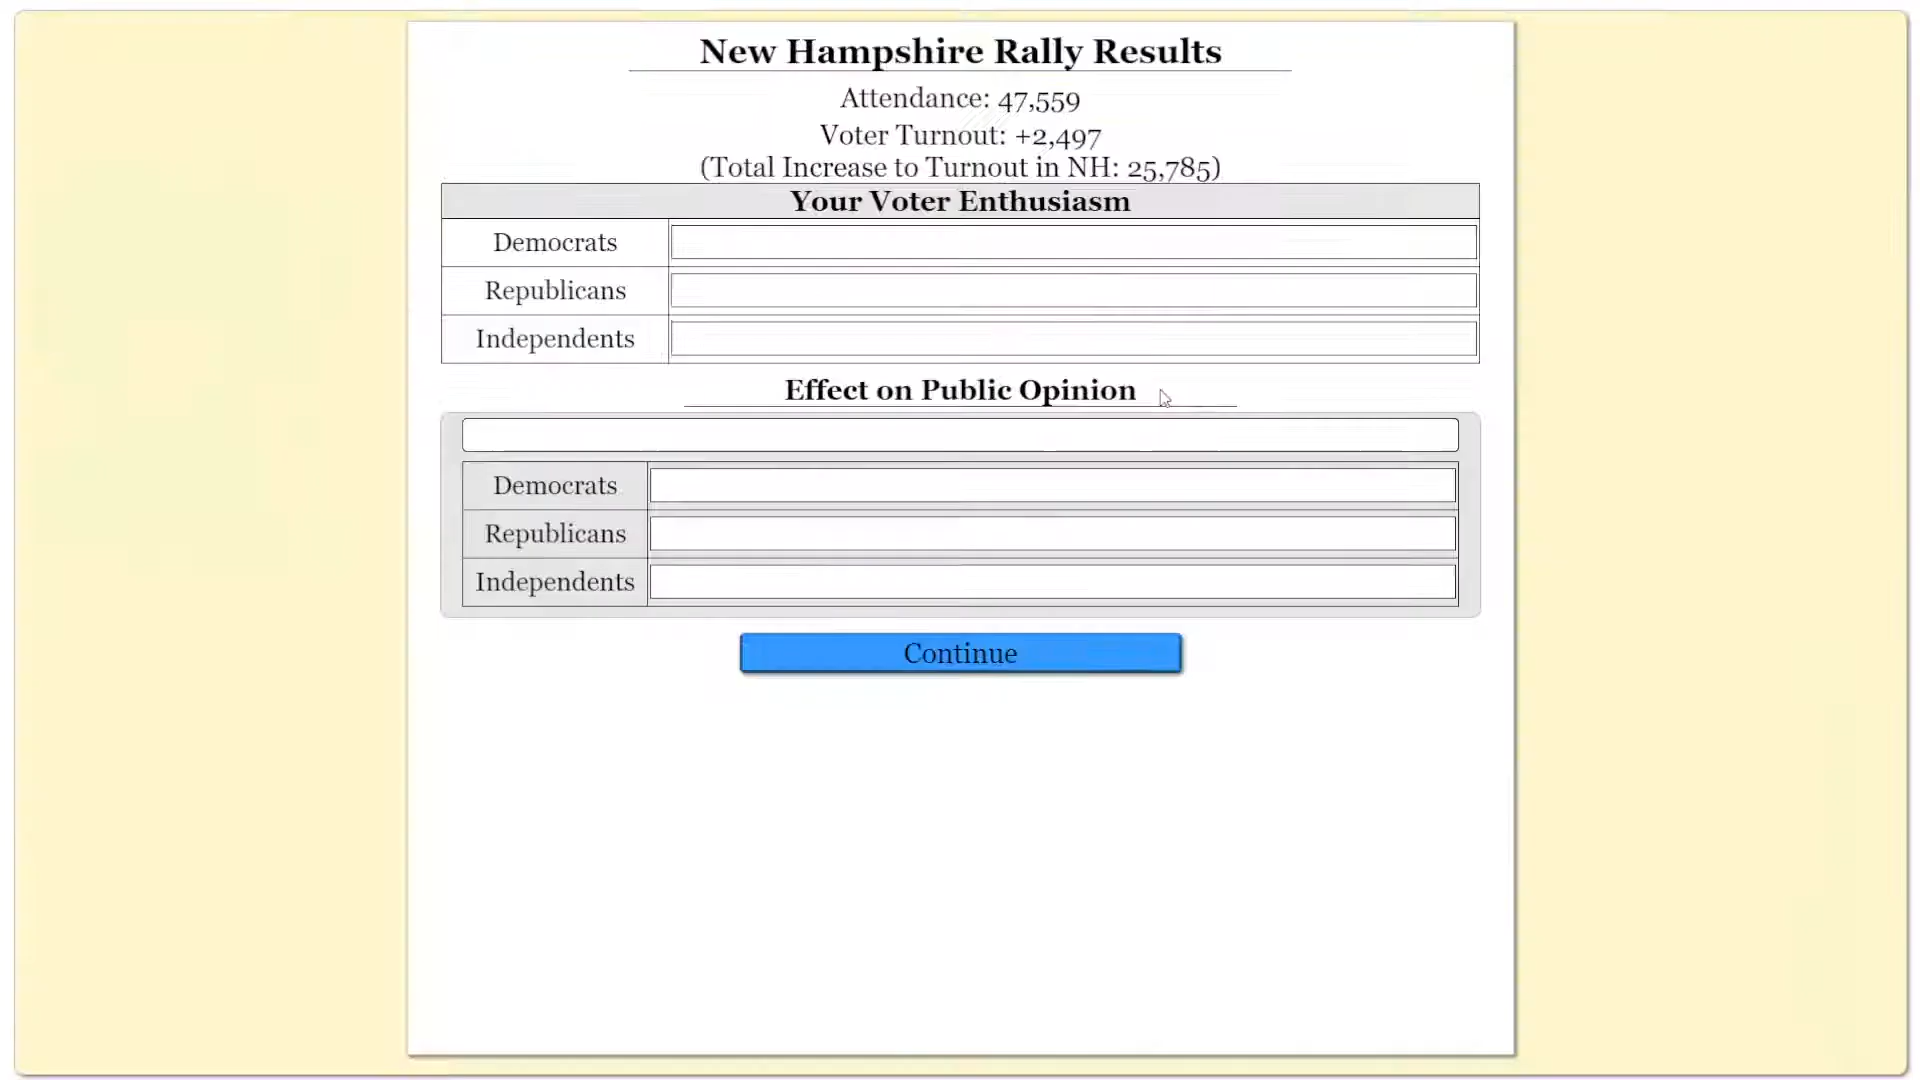 New Hampshire Rally Results
Attendance: 47,559
Voter Turnout: +2,497
(Total Increase to Turnout in NH: 25,785)
Your Voter Enthusiasm
Democrats
Republicans
Independents
Effect on Public Opinion
Democrats
Republicans
Independents
Continue